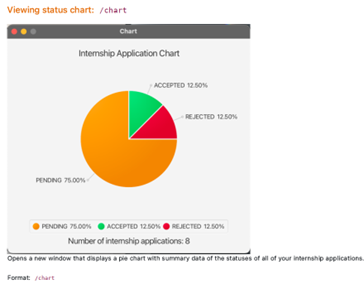 Viewing status chart: /chart
Chart
Internship Application Chart
ACCEPTED 12.50%
REJECTED 12.50%
PENDING 75.00%
PENDING 75.00% ACCEPTED 12.50% REJECTED 12.50%
Number of internship applications: 8
Opens a new window that displays a pie chart with summary data of the statuses of all of your internship applications.
Format: /chart